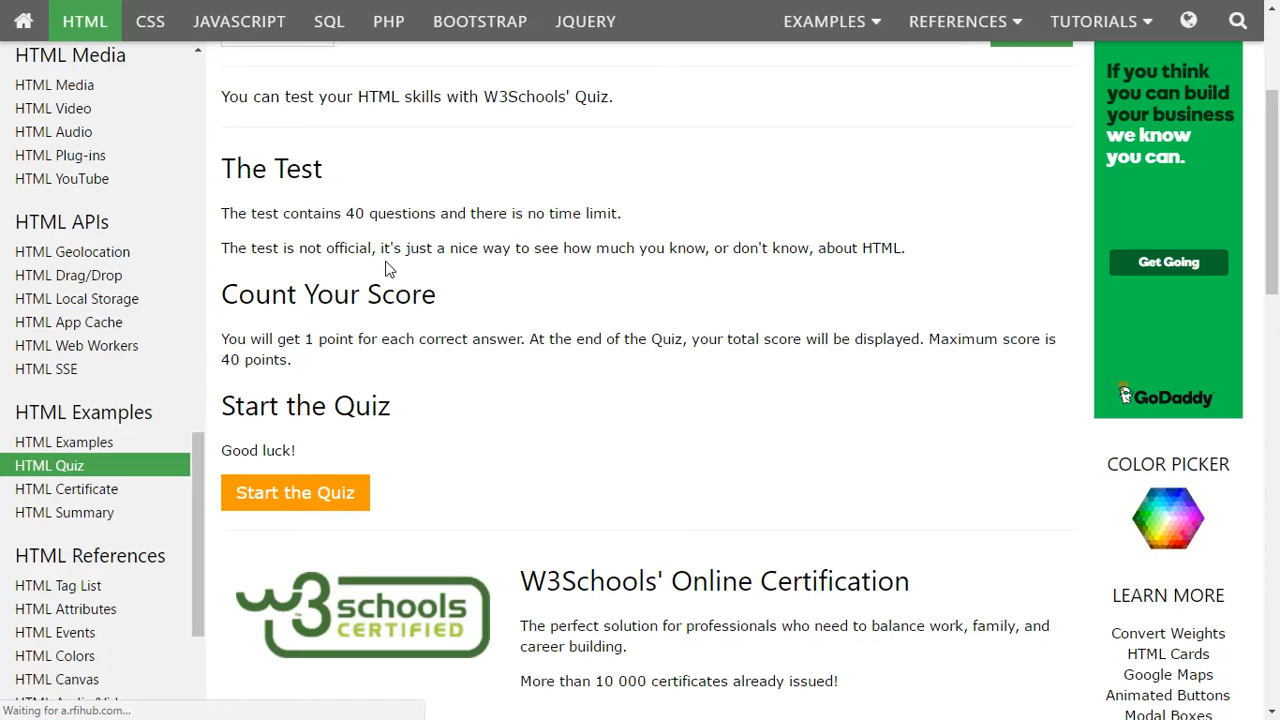 HTML
CSS
JAVASCRIPT
SQL
PHP
BOOTSTRAP
JQUERY
EXAMPLES
REFERENCES
TUTORIALS
HTML Media
HTML Media
HTML Video
HTML Audio
HTML Plug-ins
HTML YouTube
HTML APIs
HTML Geolocation
HTML Drag/Drop
HTML Local Storage
HTML App Cache
HTML Web Workers
HTML SSE
HTML Examples
HTML Examples
HTML Quiz
HTML Certificate
HTML Summary
HTML References
HTML Tag List
HTML Attributes
HTML Events
HTML Colors
HTML Canvas
Waiting for a.rfihub.com...
You can test your HTML skills with W3Schools' Quiz.
The Test
The test contains 40 questions and there is no time limit.
The test is not official, it's just a nice way to see how much you know, or don't know, about HTML.
Count Your Score
You will get 1 point for each correct answer. At the end of the Quiz, your total score will be displayed. Maximum score is
40 points.
Start the Quiz
Good luck!
Start the Quiz
w3schools
CERTIFIED
W3Schools' Online Certification
The perfect solution for professionals who need to balance work, family, and
career building.
More than 10 000 certificates already issued!
If you think
you can build
your business
we know
you can.
Get Going
GoDaddy
COLOR PICKER
LEARN MORE
Convert Weights
HTML Cards
Google Maps
Animated Buttons
Modal Boxes